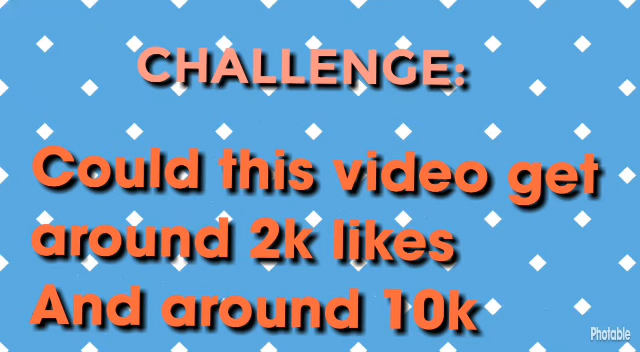 CHALLENGE:
Could this video get
around 2k likes
And around 10k
Photable